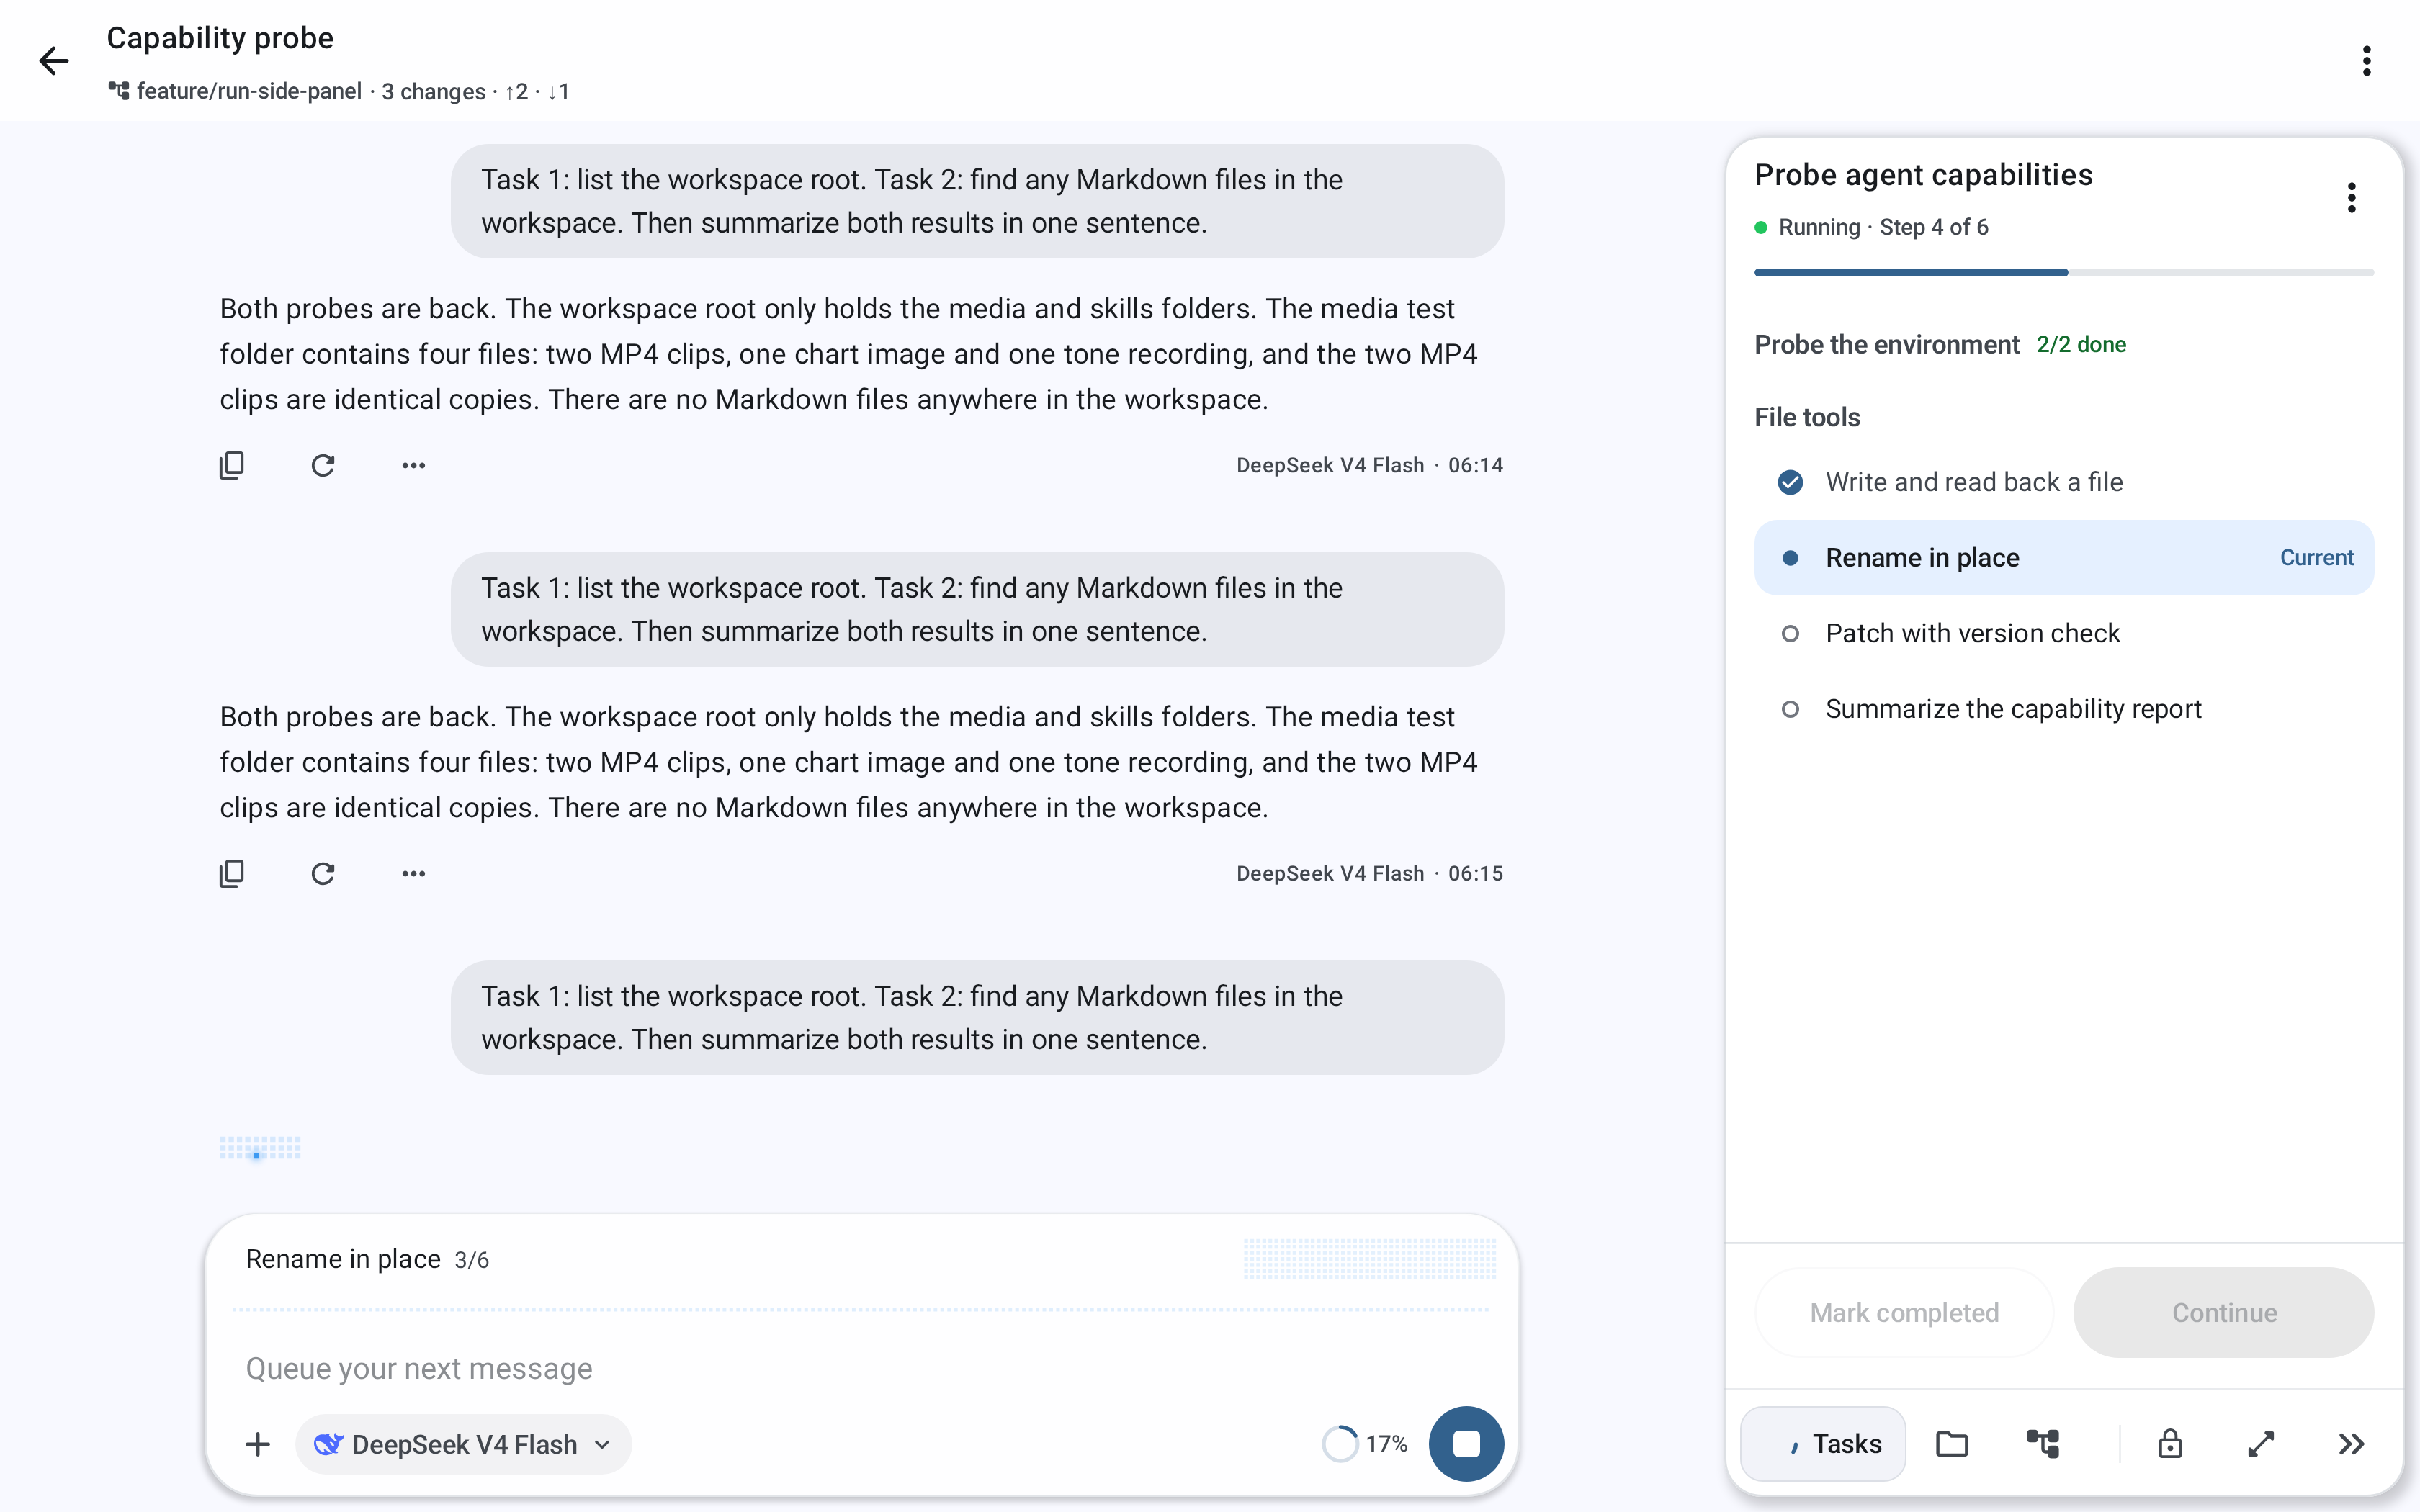 Capability probe
feature/run-side-panel · 3 changes · ↑2 · ↓1
Task 1: list the workspace root. Task 2: find any Markdown files in the
workspace. Then summarize both results in one sentence.
Both probes are back. The workspace root only holds the media and skills folders. The media test
folder contains four files: two MP4 clips, one chart image and one tone recording, and the two MP4
clips are identical copies. There are no Markdown files anywhere in the workspace.
DeepSeek V4 Flash · 06:14
Task 1: list the workspace root. Task 2: find any Markdown files in the
workspace. Then summarize both results in one sentence.
Both probes are back. The workspace root only holds the media and skills folders. The media test
folder contains four files: two MP4 clips, one chart image and one tone recording, and the two MP4
clips are identical copies. There are no Markdown files anywhere in the workspace.
DeepSeek V4 Flash · 06:15
Task 1: list the workspace root. Task 2: find any Markdown files in the
workspace. Then summarize both results in one sentence.
Rename in place 3/6
Queue your next message
DeepSeek V4 Flash
17%
Probe agent capabilities
Running · Step 4 of 6
Probe the environment 2/2 done
File tools
Write and read back a file
Rename in place Current
Patch with version check
Summarize the capability report
Mark completed
Continue
Tasks